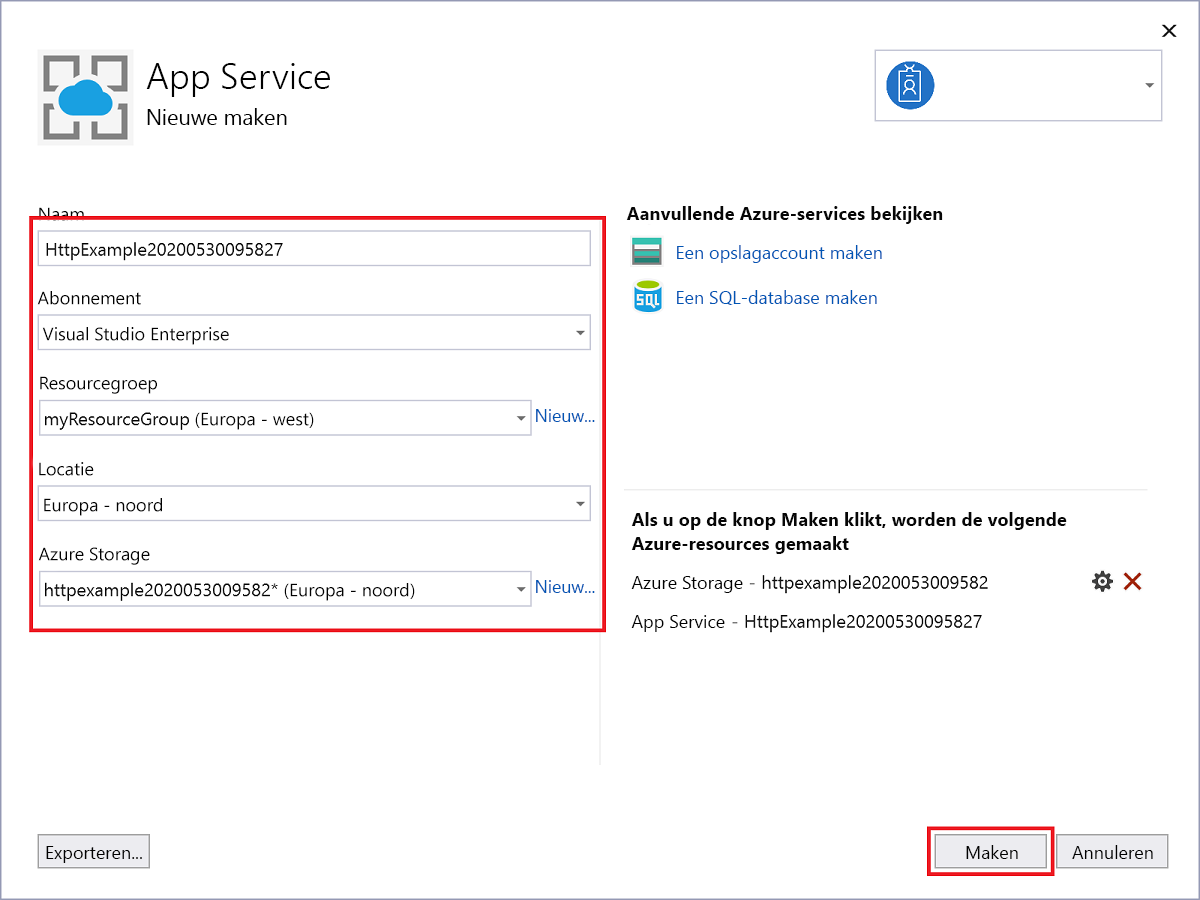 App Service
Nieuwe maken
Naam
HttpExample20200530095827
Abonnement
Visual Studio Enterprise
Resourcegroep
myResourceGroup (Europa - west)
Nieuw...
Locatie
Europa - noord
Azure Storage
httpexample2020053009582* (Europa - noord)
Nieuw...
Aanvullende Azure-services bekijken
Een opslagaccount maken
SQL
Een SQL-database maken
Als u op de knop Maken klikt, worden de volgende
Azure-resources gemaakt
Azure Storage - httpexample2020053009582
App Service - HttpExample20200530095827
Exporteren...
Maken
Annuleren